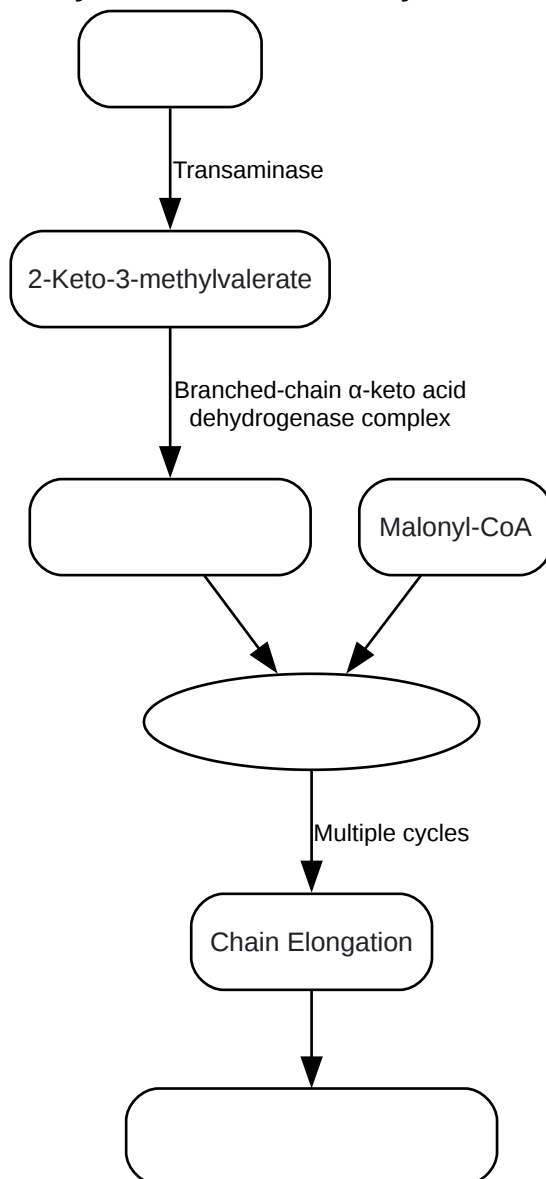 Transaminase
2-Keto-3-methylvalerate
Branched-chain α-keto acid
dehydrogenase complex
Malonyl-CoA
Multiple cycles
Chain Elongation